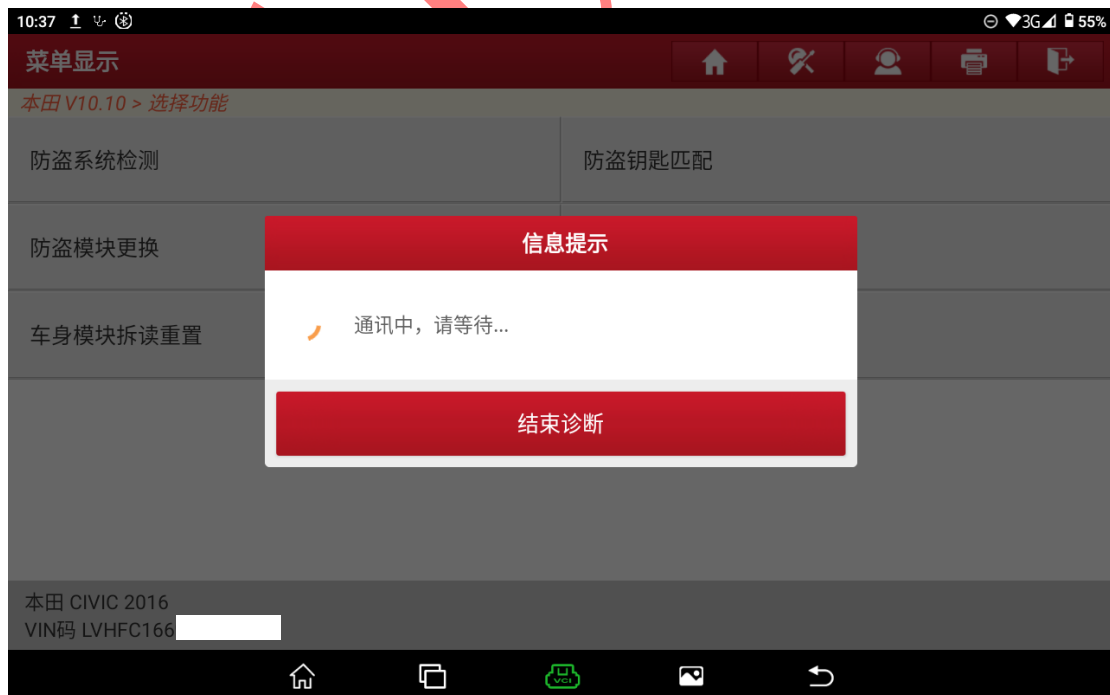 10:37 3G 55%
菜单显示
本田 V10.10 > 选择功能
防盗系统检测 防盗钥匙匹配
防盗模块更换
信息提示
车身模块拆读重置
通讯中，请等待...
结束诊断
本田 CIVIC 2016
VIN码 LVHFC166
VCI